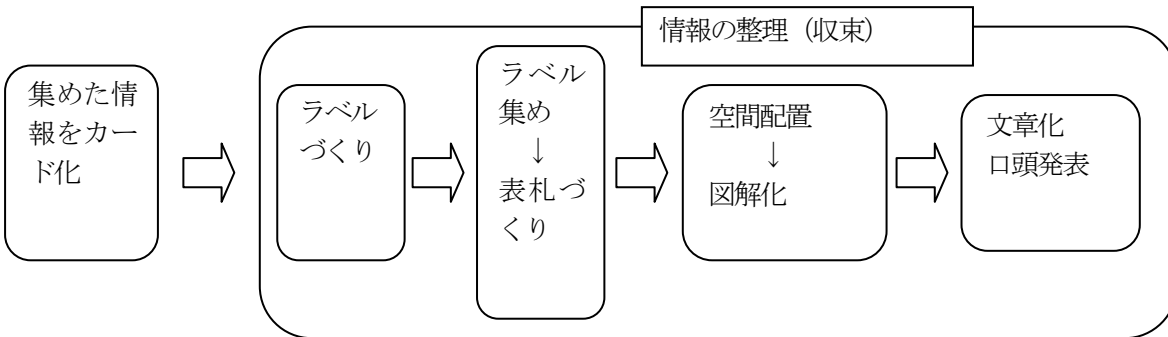 情報の整理（収束）
集めた情
報をカー
ド化
ラベル
づくり
ラベル
集め
↓
表札づ
くり
空間配置
↓
図解化
文章化
口頭発表